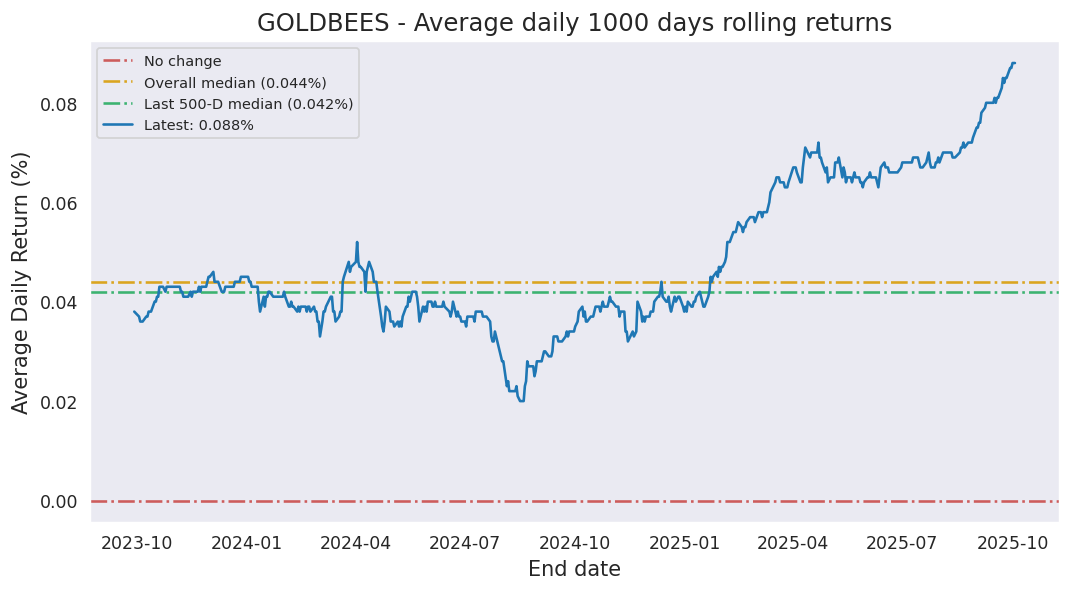 GOLDBEES - Average daily 1000 days rolling returns
No change
Overall median (0.044%)
Last 500-D median (0.042%)
Latest: 0.088%
Average Daily Return (%)
0.08
0.06
0.04
0.02
0.00
2023-10 2024-01 2024-04 2024-07 2024-10 2025-01 2025-04 2025-07 2025-10
End date